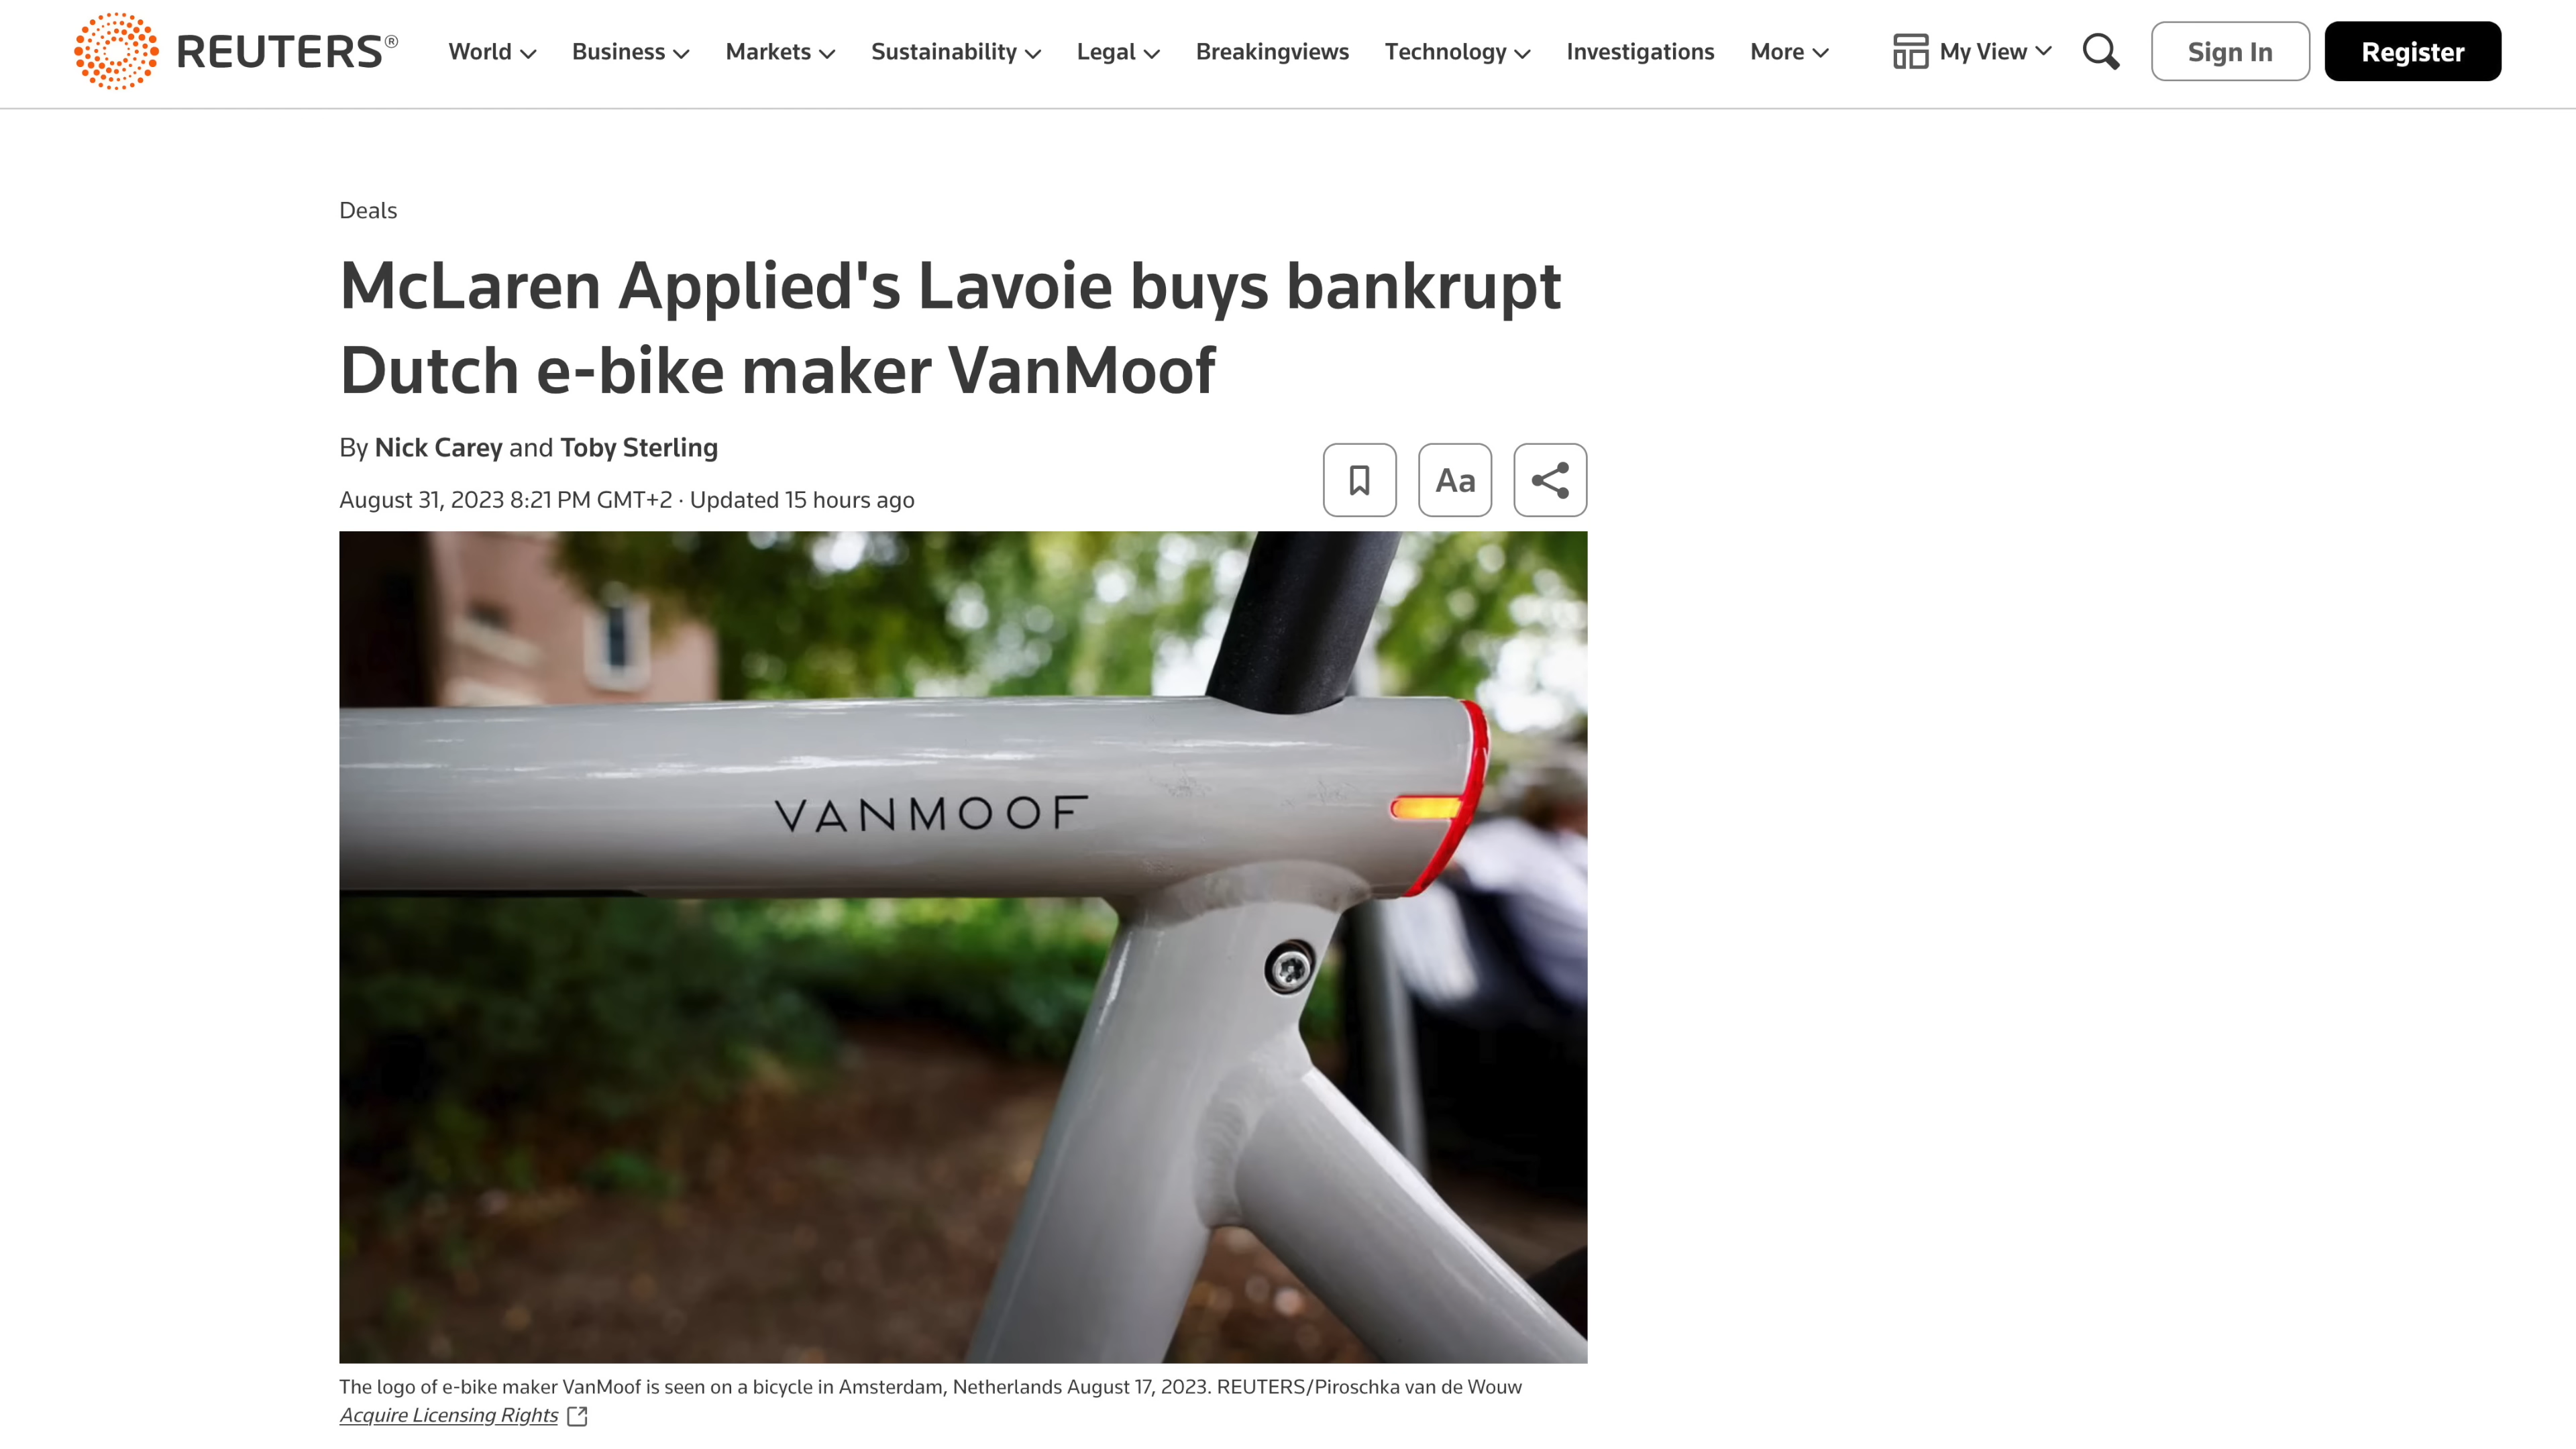 REUTERS®
World
Business
Markets
Sustainability
Legal
Breakingviews
Technology
Investigations
More
My View
Sign In
Register
Deals
McLaren Applied's Lavoie buys bankrupt
Dutch e-bike maker VanMoof
By Nick Carey and Toby Sterling
August 31, 2023 8:21 PM GMT+2 · Updated 15 hours ago
Aa
VANMOOF
The logo of e-bike maker VanMoof is seen on a bicycle in Amsterdam, Netherlands August 17, 2023. REUTERS/Piroschka van de Wouw
Acquire Licensing Rights